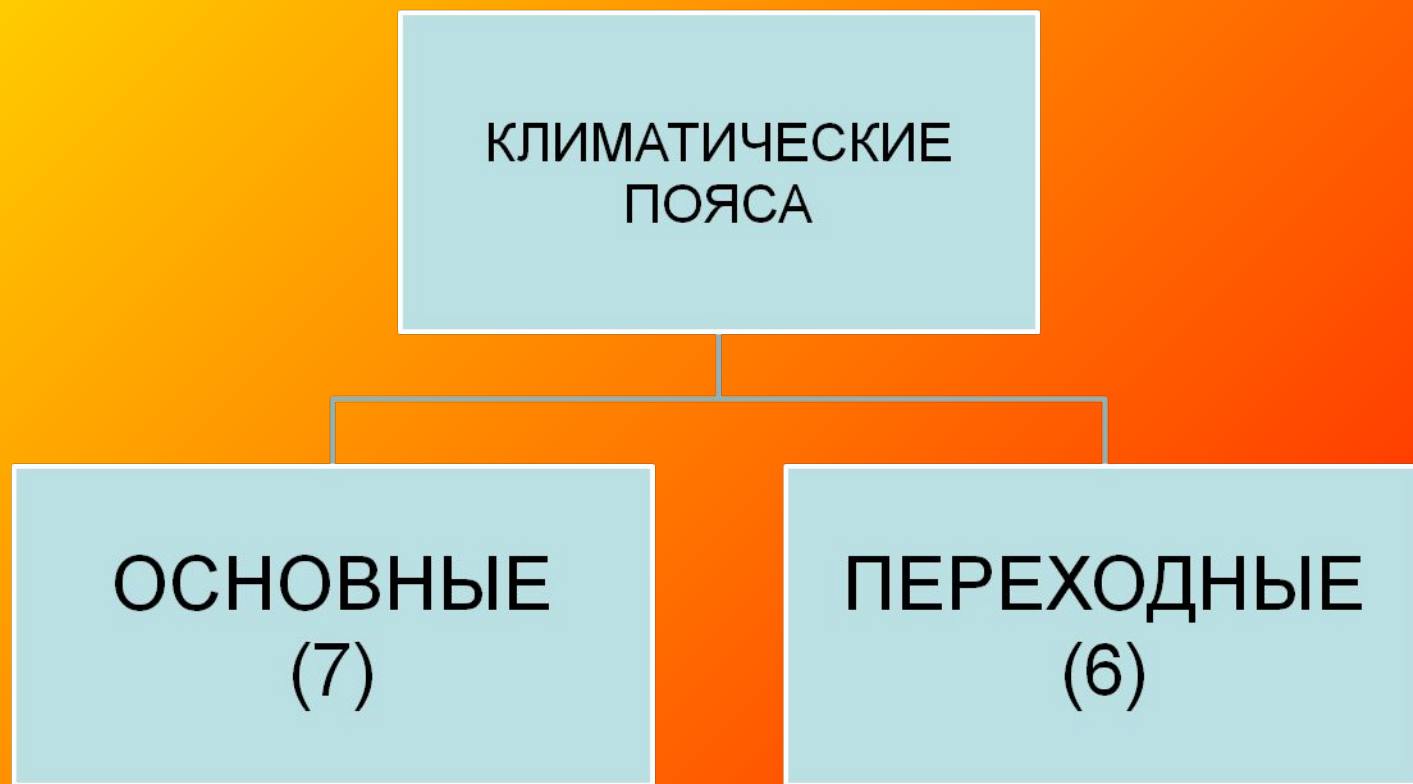 КЛИМАТИЧЕСКИЕ
ПОЯСА
ОСНОВНЫЕ
(7)
ПЕРЕХОДНЫЕ
(6)